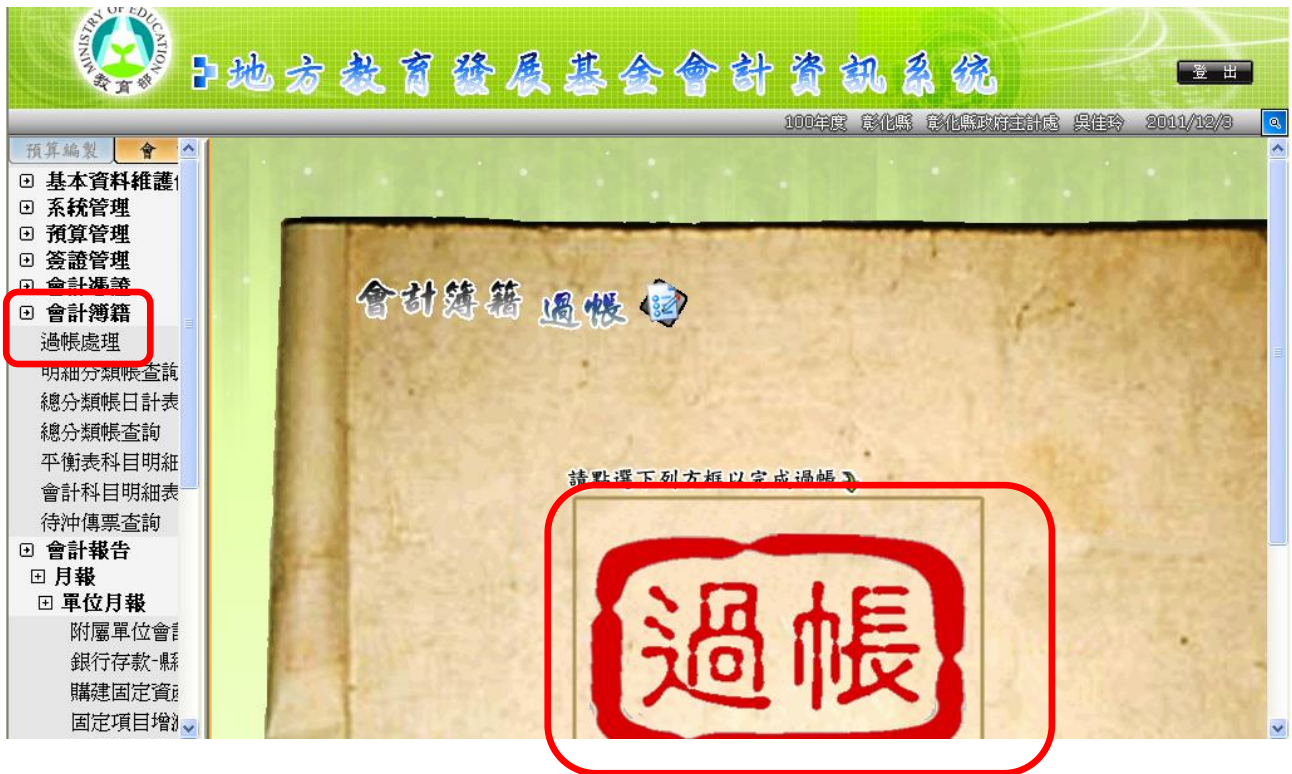 MINISTRY OF EDUCATION
教育部
地方教育發展基金會計資訊系統
登 出
100年度 彰化縣 彰化縣政府主計處 吳佳玲 2011/12/8
預算編製 會
基本資料維護
系統管理
預算管理
簽證管理
會計憑證
會計簿籍
過帳處理
明細分類帳查詢
總分類帳日計表
總分類帳查詢
平衡表科目明細
會計科目明細表
待沖傳票查詢
會計報告
月報
單位月報
附屬單位會計
銀行存款-縣
購建固定資產
固定項目增減
會計簿籍 過帳
請點選下列方框以完成過帳
過帳